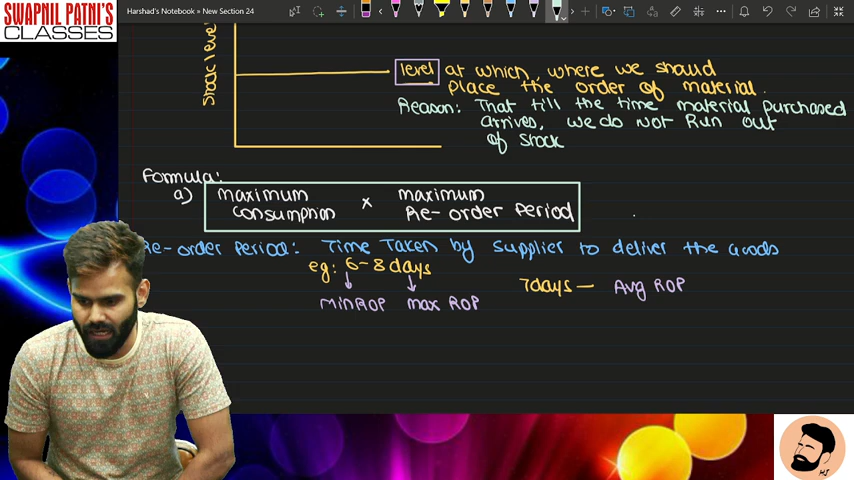 SWAPNIL PATNI'S
CLASSES
Harshad's Notebook » New Section 24
Stock level
level at which, where we should
place the order of material.
Reason: That till the time material purchased
arrives, we do not Run out
of stock
Formula:
a) maximum consumption x maximum Re-order Period
Re-order Period: Time Taken by supplier to deliver the Goods
eg: 6-8 days
7days — Avg ROP
Min ROP max ROP
H.S